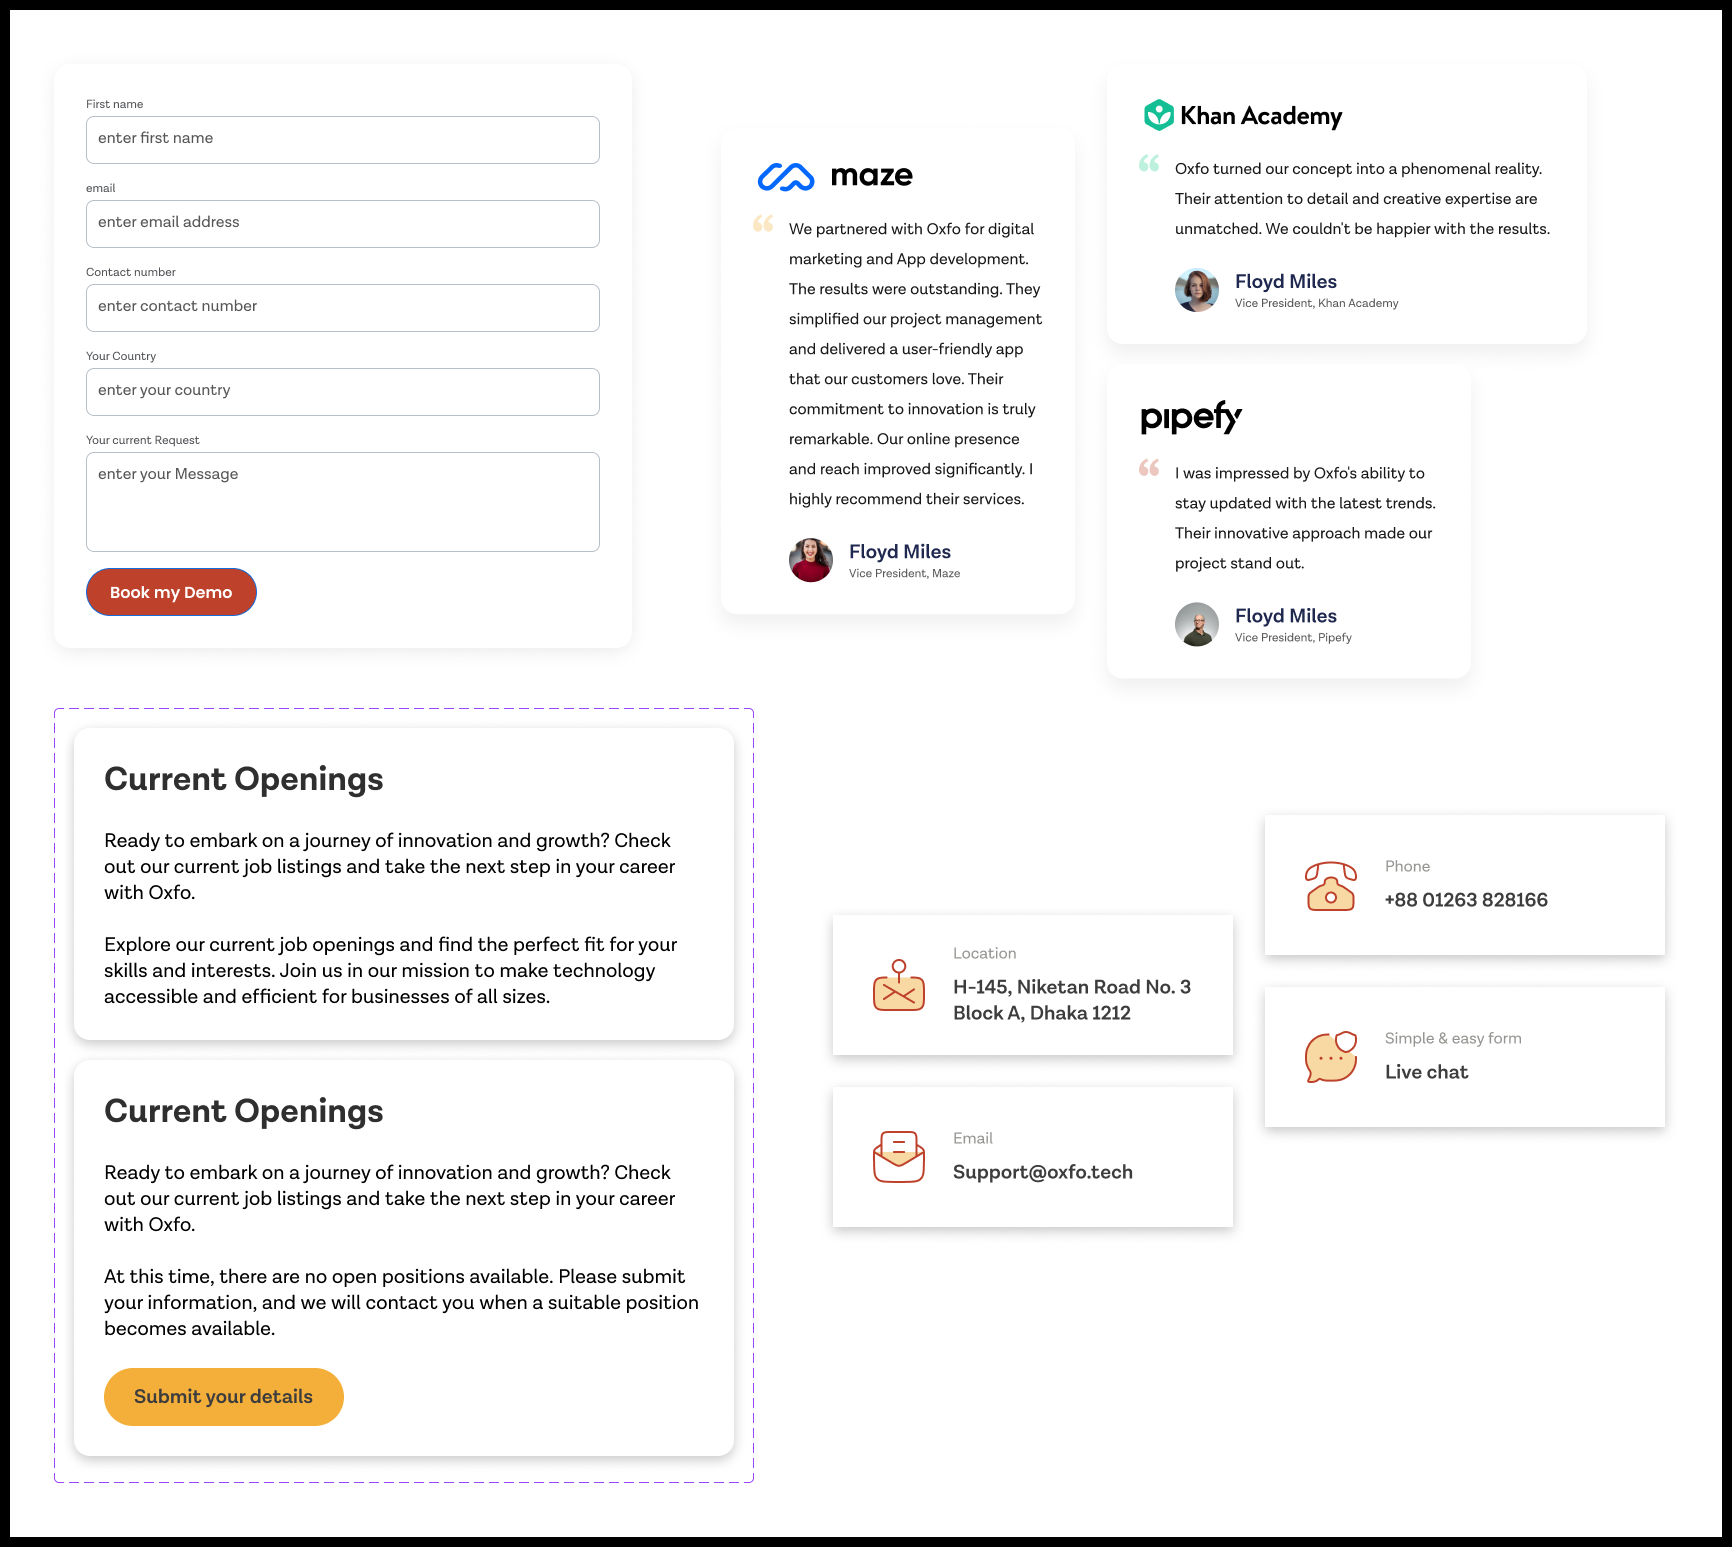 First name
enter first name
email
enter email address
Contact number
enter contact number
Your Country
enter your country
Your current Request
enter your Message
Book my Demo
maze
“
We partnered with Oxfo for digital
marketing and App development.
The results were outstanding. They
simplified our project management
and delivered a user-friendly app
that our customers love. Their
commitment to innovation is truly
remarkable. Our online presence
and reach improved significantly. I
highly recommend their services.
Floyd Miles
Vice President, Maze
Khan Academy
“
Oxfo turned our concept into a phenomenal reality.
Their attention to detail and creative expertise are
unmatched. We couldn't be happier with the results.
Floyd Miles
Vice President, Khan Academy
pipefy
“
I was impressed by Oxfo's ability to
stay updated with the latest trends.
Their innovative approach made our
project stand out.
Floyd Miles
Vice President, Pipefy
Current Openings
Ready to embark on a journey of innovation and growth? Check
out our current job listings and take the next step in your career
with Oxfo.
Explore our current job openings and find the perfect fit for your
skills and interests. Join us in our mission to make technology
accessible and efficient for businesses of all sizes.
Current Openings
Ready to embark on a journey of innovation and growth? Check
out our current job listings and take the next step in your career
with Oxfo.
At this time, there are no open positions available. Please submit
your information, and we will contact you when a suitable position
becomes available.
Submit your details
Location
H-145, Niketan Road No. 3
Block A, Dhaka 1212
Email
Support@oxfo.tech
Phone
+88 01263 828166
Simple & easy form
Live chat